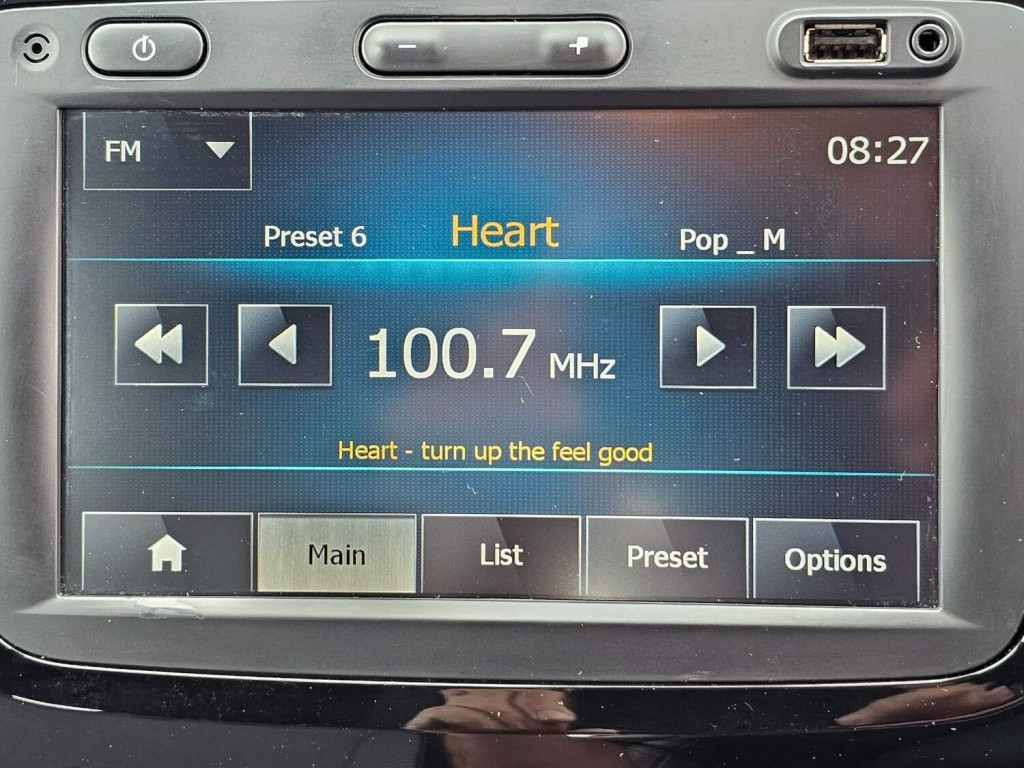 FM
08:27
Preset 6 Heart Pop _ M
100.7 MHz
Heart - turn up the feel good
Main List Preset Options